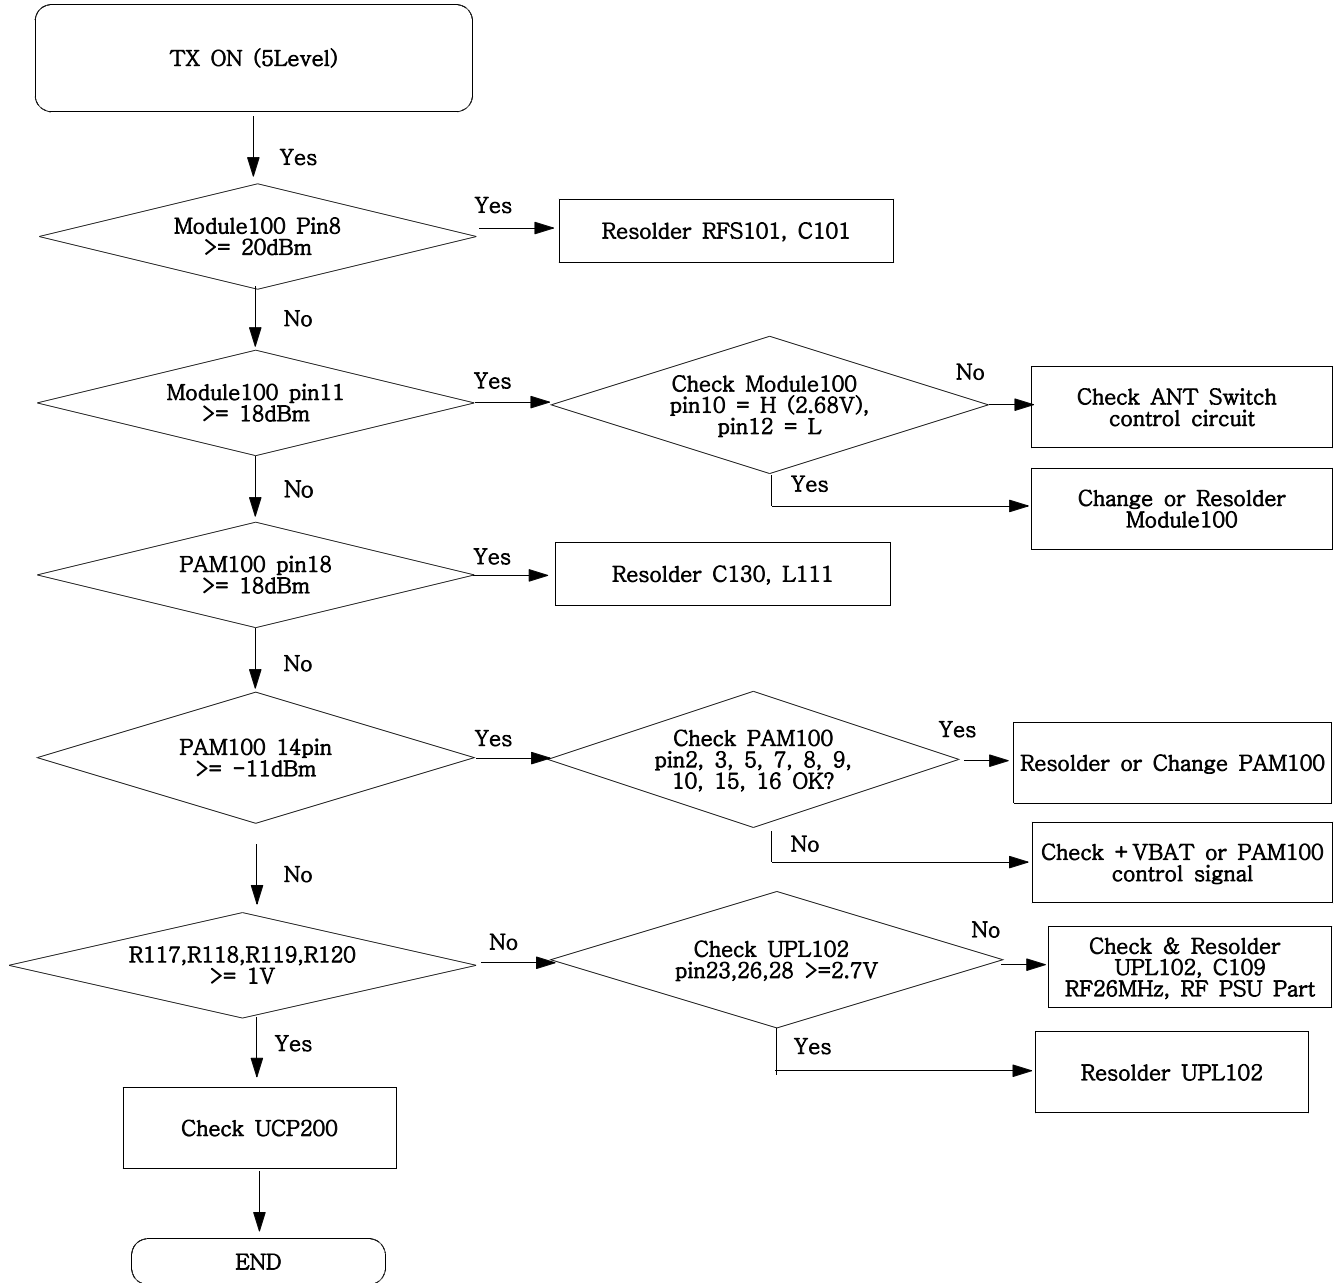 TX ON (5Level)
Yes
Module100 Pin8
>= 20dBm
Yes
Resolder RFS101, C101
No
Module100 pin11
>= 18dBm
Yes
Check Module100
pin10 = H (2.68V),
pin12 = L
No
Check ANT Switch
control circuit
Yes
Change or Resolder
Module100
No
PAM100 pin18
>= 18dBm
Yes
Resolder C130, L111
No
PAM100 14pin
>= -11dBm
Yes
Check PAM100
pin2, 3, 5, 7, 8, 9,
10, 15, 16 OK?
Yes
Resolder or Change PAM100
No
Check +VBAT or PAM100
control signal
No
R117,R118,R119,R120
>= 1V
No
Check UPL102
pin23,26,28 >=2.7V
No
Check & Resolder
UPL102, C109
RF26MHz, RF PSU Part
Yes
Resolder UPL102
Yes
Check UCP200
END